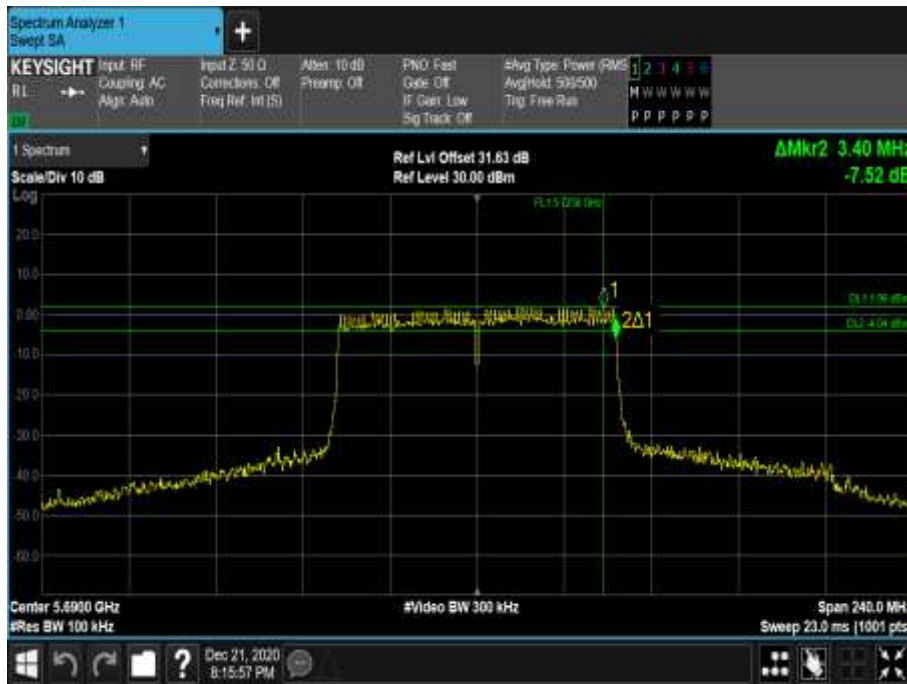 Spectrum Analyzer 1
Swept SA
+
KEYSIGHT Input: RF Input Z: 50 Ω Atten: 10 dB PNO: Fast #Avg Type: Power (RMS 1 2 3 4 5 6
RL Coupling: AC Corrections: Off Preamp: Off Gate: Off Avg|Hold: 500/500 M W W W W W
Align: Auto Freq Ref: Int (S) IF Gain: Low Trig: Free Run P P P P P P
Sig Track: Off
1 Spectrum
Ref Lvl Offset 31.63 dB ΔMkr2 3.40 MHz
Scale/Div 10 dB Ref Level 30.00 dBm -7.52 dB
Log
20.0
10.0
1
0.00
2Δ1
DL2 -4.04 dBm
-10.0
-20.0
-30.0
-40.0
-50.0
-60.0
Center 5.6900 GHz #Video BW 300 kHz Span 240.0 MHz
#Res BW 100 kHz Sweep 23.0 ms (1001 pts
? Dec 21, 2020
8:15:57 PM